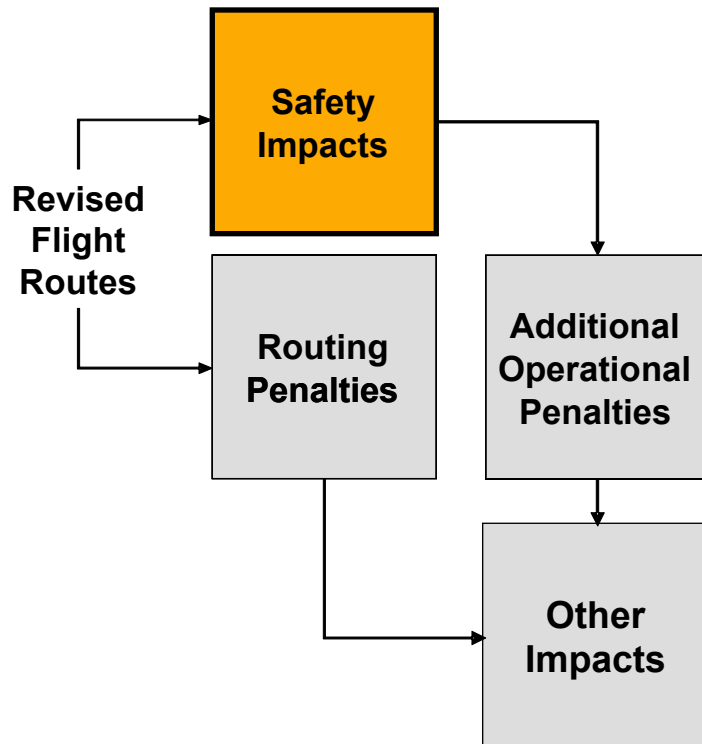 Safety
Impacts
Revised
Flight
Routes
Routing
Penalties
Additional
Operational
Penalties
Other
Impacts